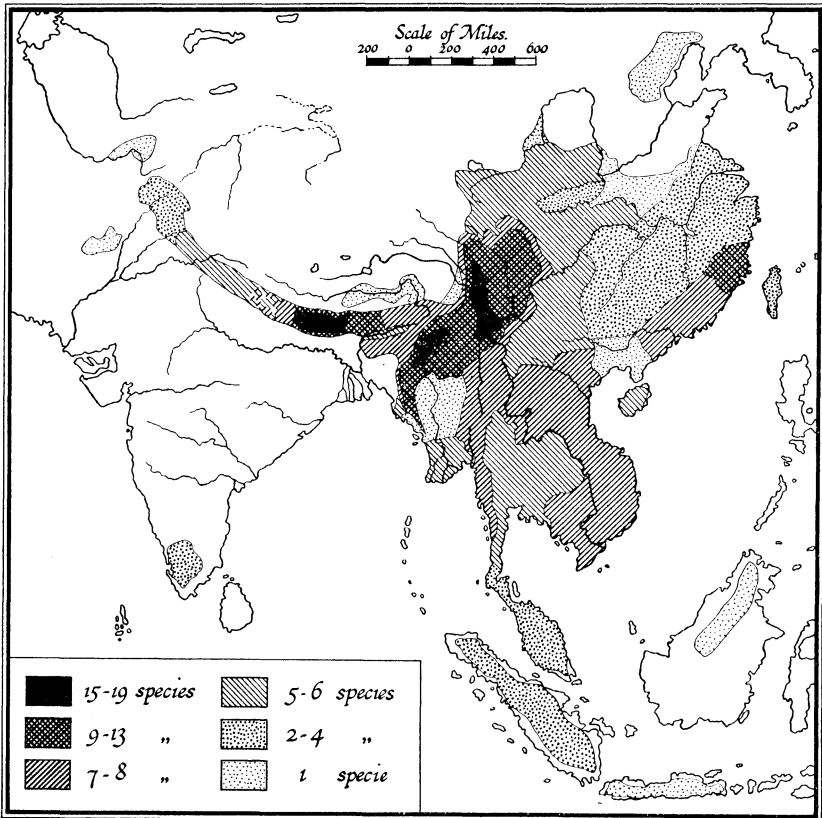 Scale of Miles.
200 0 200 400 600
15-19 species
9-13 „
7-8 „
5-6 species
2-4 „
1 specie